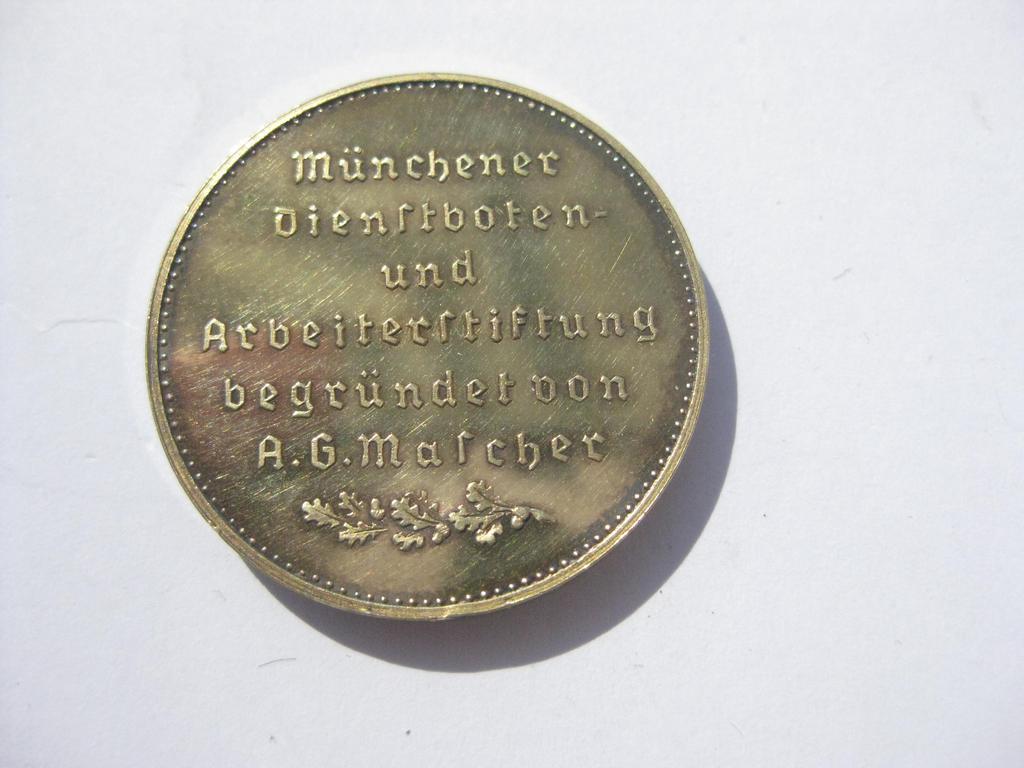 Münchener
Dienſtboten-
und
Arbeiterſtiftung
begründet von
A.G.Maſcher